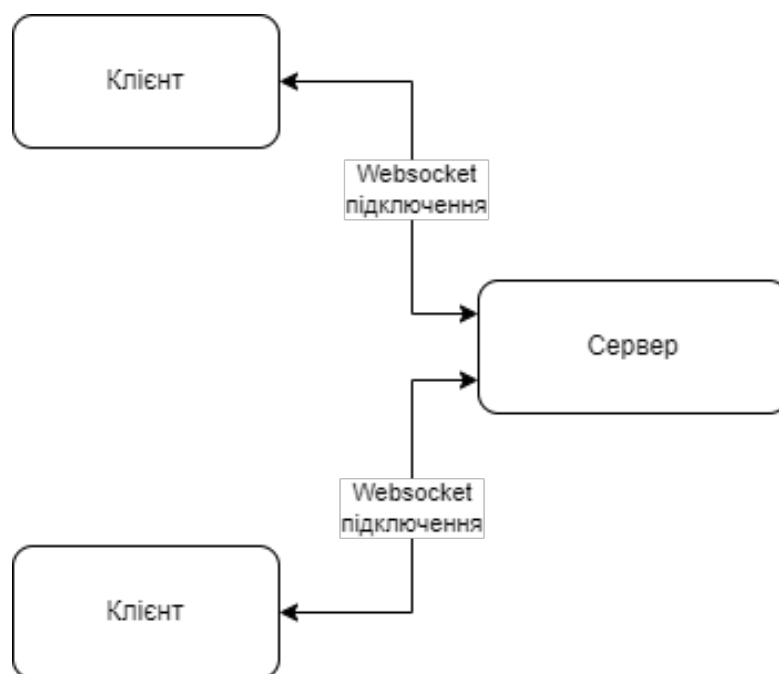 Клієнт
Websocket
підключення
Сервер
Websocket
підключення
Клієнт